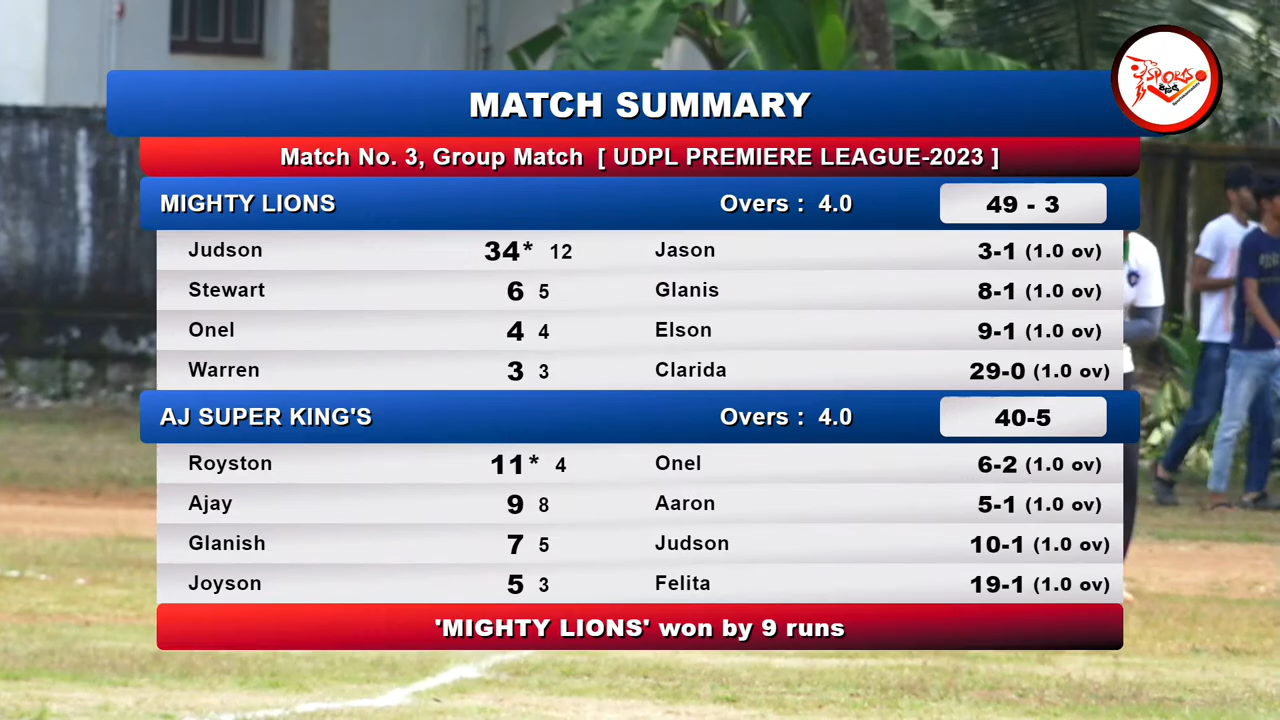 MATCH SUMMARY
SPORDS
Match No. 3, Group Match [ UDPL PREMIERE LEAGUE-2023 ]
MIGHTY LIONS Overs : 4.0 49 - 3
Judson 34* 12 Jason 3-1 (1.0 ov)
Stewart 6 5 Glanis 8-1 (1.0 ov)
Onel 4 4 Elson 9-1 (1.0 ov)
Warren 3 3 Clarida 29-0 (1.0 ov)
AJ SUPER KING'S Overs : 4.0 40-5
Royston 11* 4 Onel 6-2 (1.0 ov)
Ajay 9 8 Aaron 5-1 (1.0 ov)
Glanish 7 5 Judson 10-1 (1.0 ov)
Joyson 5 3 Felita 19-1 (1.0 ov)
'MIGHTY LIONS' won by 9 runs